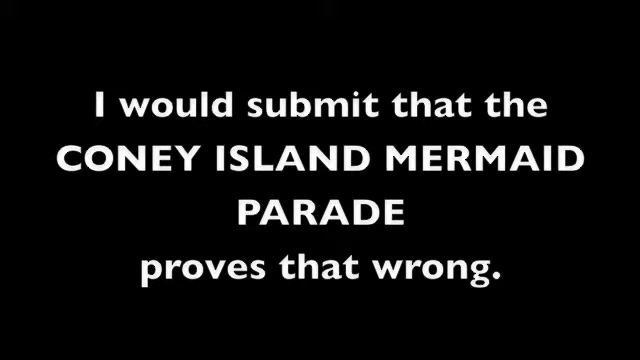 I would submit that the
CONEY ISLAND MERMAID
PARADE
proves that wrong.